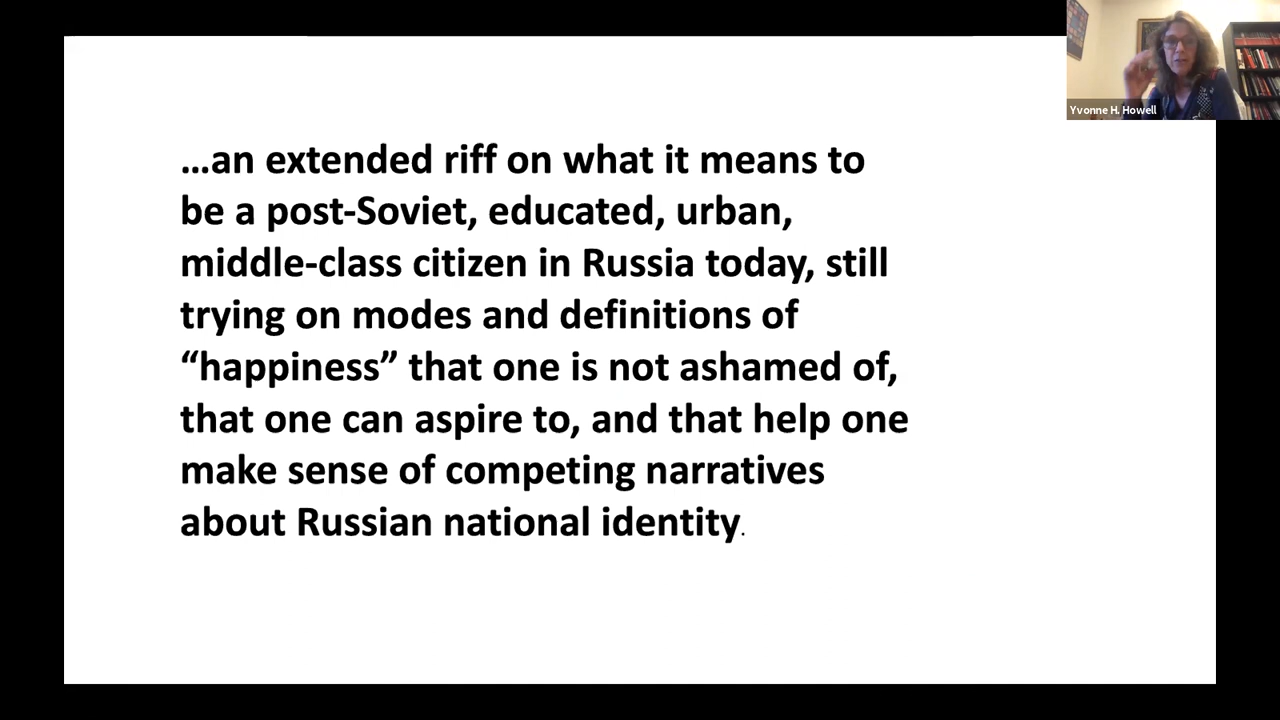 …an extended riff on what it means to
be a post-Soviet, educated, urban,
middle-class citizen in Russia today, still
trying on modes and definitions of
“happiness” that one is not ashamed of,
that one can aspire to, and that help one
make sense of competing narratives
about Russian national identity.
Yvonne H. Howell